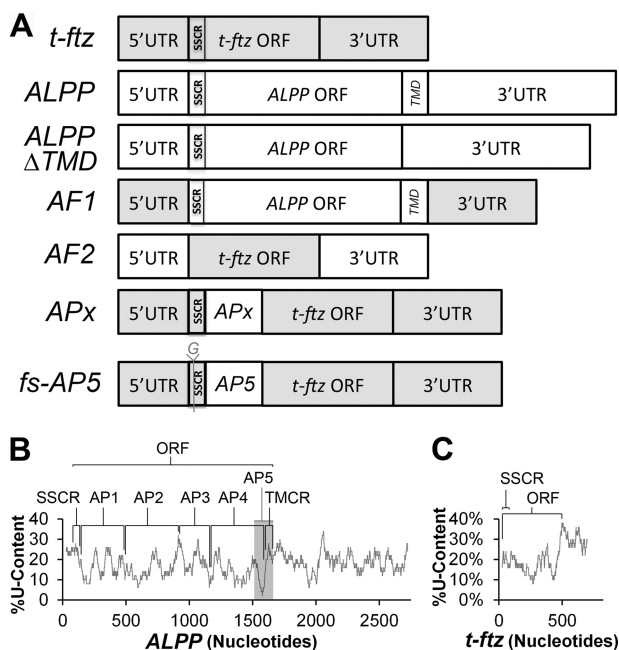 A
t-ftz 5’UTR SSCR t-ftz ORF 3’UTR
ALPP 5’UTR SSCR ALPP ORF TMD 3’UTR
ALPP
ΔTMD 5’UTR SSCR ALPP ORF 3’UTR
AF1 5’UTR SSCR ALPP ORF TMD 3’UTR
AF2 5’UTR t-ftz ORF 3’UTR
APx 5’UTR SSCR APx t-ftz ORF 3’UTR
G
fs-AP5 5’UTR SSCR AP5 t-ftz ORF 3’UTR
B
ORF
AP5
SSCR AP1 AP2 AP3 AP4 TMCR
%U-Content
40
30
20
10
0
0 500 1000 1500 2000 2500
ALPP (Nucleotides)
C
SSCR
ORF
%U-Content
40%
30%
20%
10%
0%
0 500
t-ftz (Nucleotides)